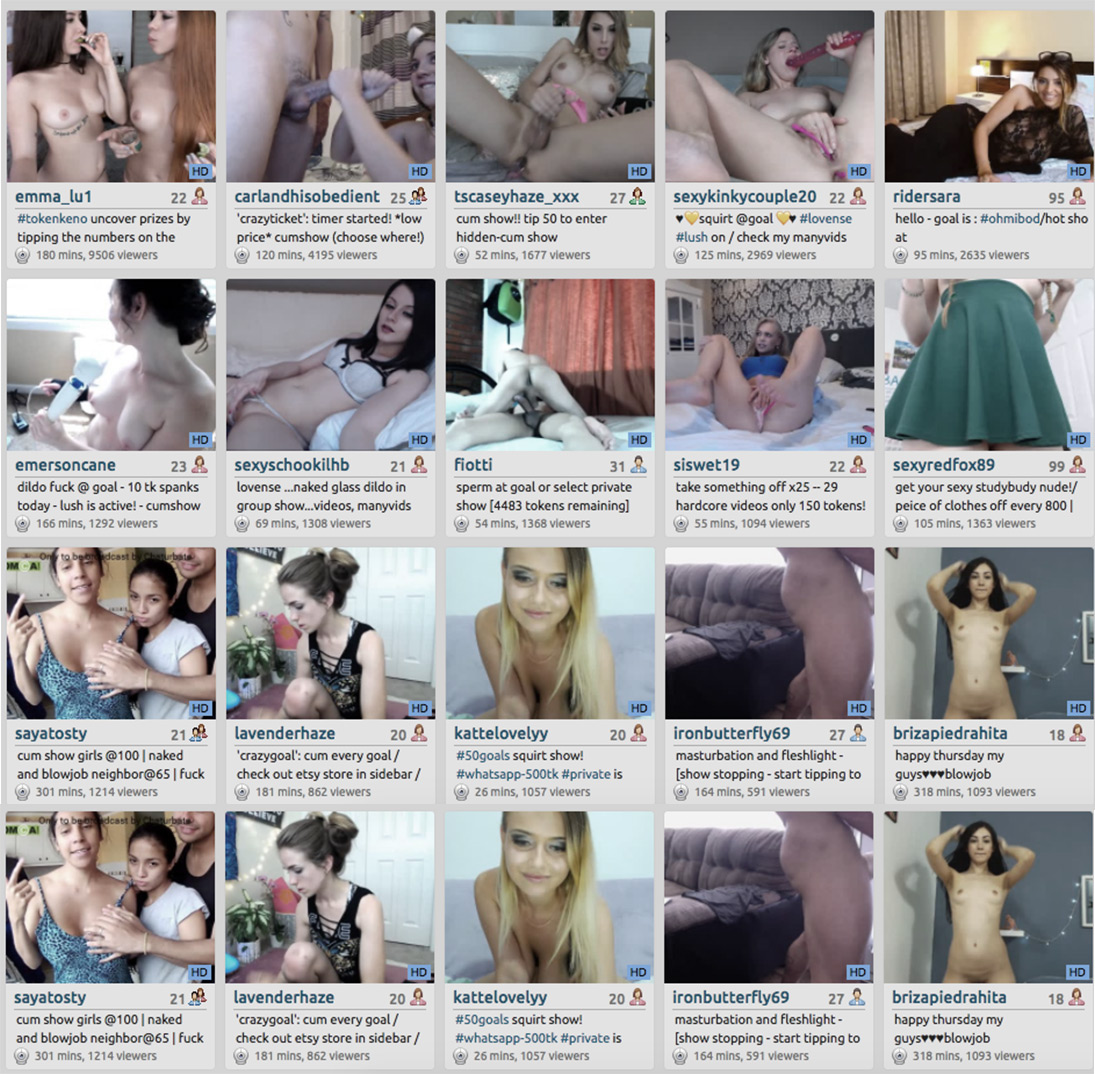 HD
HD
HD
HD
HD
emma_lu1 22
#tokenkeno uncover prizes by
tipping the numbers on the
180 mins, 9506 viewers
carlandhisobedient 25
'crazyticket': timer started! *low
price* cumshow (choose where!)
120 mins, 4195 viewers
tscaseyhaze_xxx 27
cum show!! tip 50 to enter
hidden-cum show
52 mins, 1677 viewers
sexykinkycouple20 22
♥💛squirt @goal 💛♥ #lovense
#lush on / check my manyvids
125 mins, 2969 viewers
ridersara 95
hello - goal is : #ohmibod/hot sho
at
95 mins, 2635 viewers
HD
HD
HD
HD
HD
emersoncane 23
dildo fuck @ goal - 10 tk spanks
today - lush is active! - cumshow
166 mins, 1292 viewers
sexyschookilhb 21
lovense ...naked glass dildo in
group show...videos, manyvids
69 mins, 1308 viewers
fiotti 31
sperm at goal or select private
show [4483 tokens remaining]
54 mins, 1368 viewers
siswet19 22
take something off x25 -- 29
hardcore videos only 150 tokens!
55 mins, 1094 viewers
sexyredfox89 99
get your sexy studybudy nude!/
peice of clothes off every 800 |
105 mins, 1363 viewers
Only to be broadcast by Chaturbate
HD
HD
HD
HD
HD
sayatosty 21
cum show girls @100 | naked
and blowjob neighbor@65 | fuck
301 mins, 1214 viewers
lavenderhaze 20
'crazygoal': cum every goal /
check out etsy store in sidebar /
181 mins, 862 viewers
kattelovelyy 20
#50goals squirt show!
#whatsapp-500tk #private is
26 mins, 1057 viewers
ironbutterfly69 27
masturbation and fleshlight -
[show stopping - start tipping to
164 mins, 591 viewers
brizapiedrahita 18
happy thursday my
guys♥♥♥blowjob
318 mins, 1093 viewers
Only to be broadcast by Chaturbate
HD
HD
HD
HD
HD
sayatosty 21
cum show girls @100 | naked
and blowjob neighbor@65 | fuck
301 mins, 1214 viewers
lavenderhaze 20
'crazygoal': cum every goal /
check out etsy store in sidebar /
181 mins, 862 viewers
kattelovelyy 20
#50goals squirt show!
#whatsapp-500tk #private is
26 mins, 1057 viewers
ironbutterfly69 27
masturbation and fleshlight -
[show stopping - start tipping to
164 mins, 591 viewers
brizapiedrahita 18
happy thursday my
guys♥♥♥blowjob
318 mins, 1093 viewers